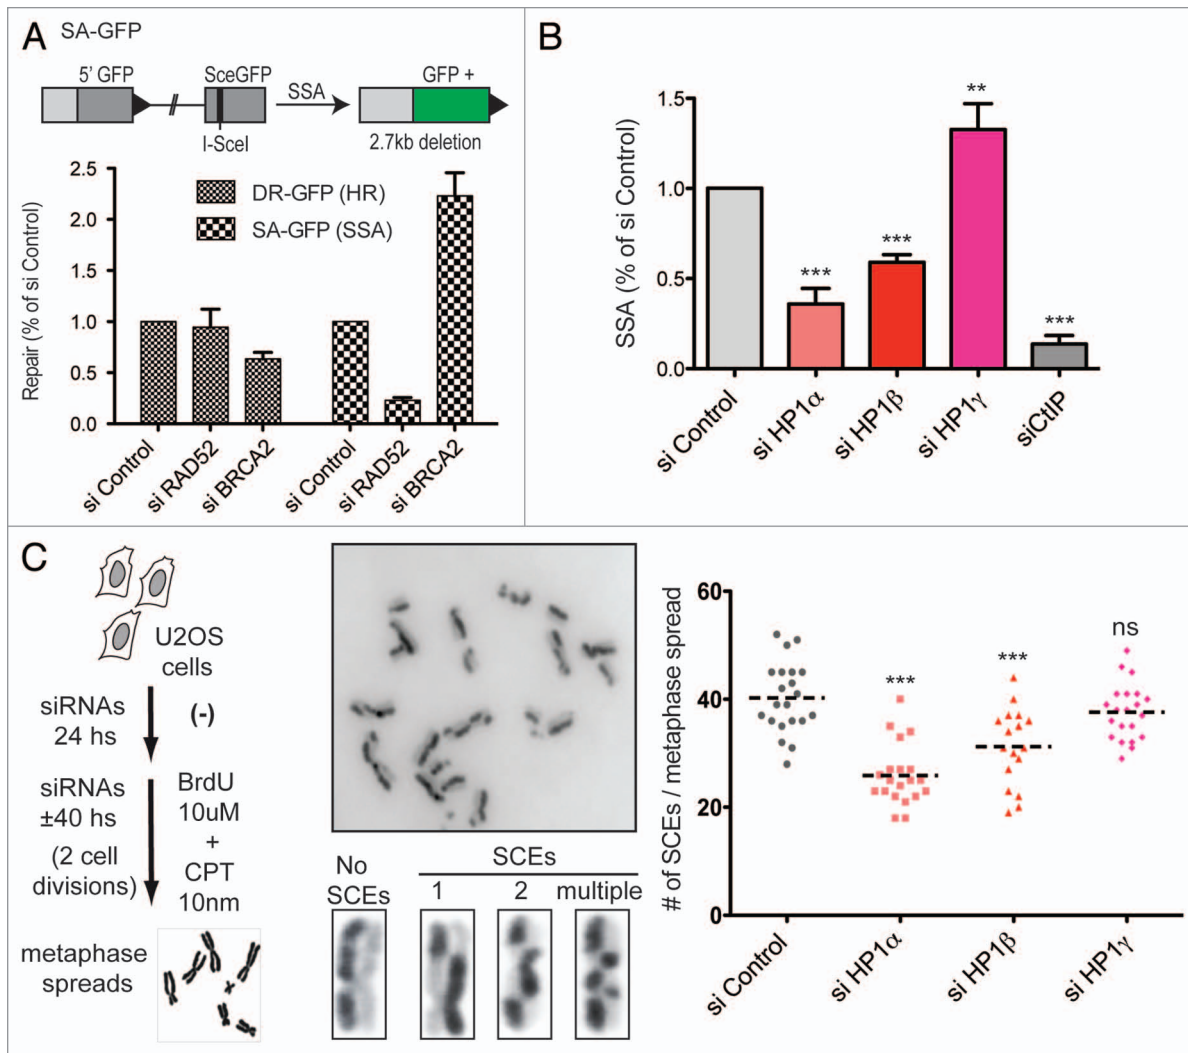 A
SA-GFP
5' GFP
SceGFP
SSA
GFP +
I-SceI
2.7kb deletion
Repair (% of si Control)
2.5
2.0
1.5
1.0
0.5
0.0
DR-GFP (HR)
SA-GFP (SSA)
si Control
si RAD52
si BRCA2
si Control
si RAD52
si BRCA2
B
SSA (% of si Control)
1.5
1.0
0.5
0.0
***
***
**
***
si Control
si HP1α
si HP1β
si HP1γ
siCtIP
C
U2OS
cells
siRNAs
24 hs
(-)
siRNAs
±40 hs
(2 cell
divisions)
BrdU
10uM
+
CPT
10nm
metaphase
spreads
No
SCEs
SCEs
1
2
multiple
# of SCEs / metaphase spread
60
40
20
0
***
***
ns
si Control
si HP1α
si HP1β
si HP1γ